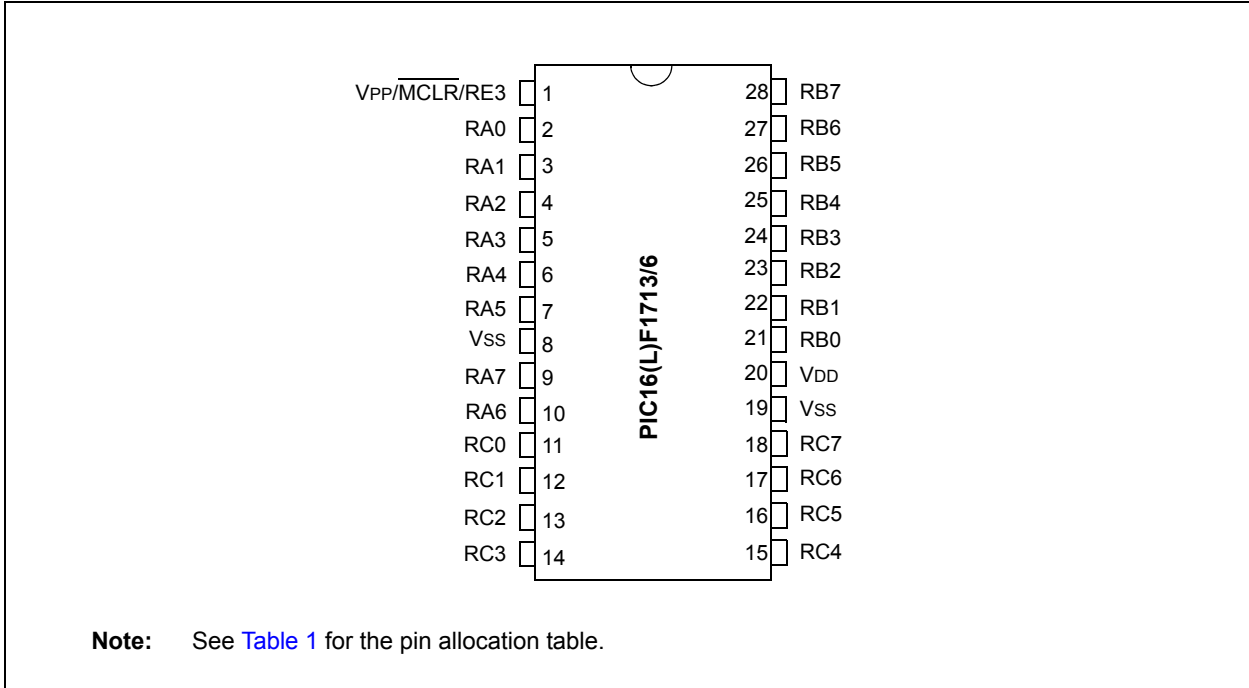 VPP/MCLR/RE3 1 28 RB7
RA0 2 27 RB6
RA1 3 26 RB5
RA2 4 25 RB4
RA3 5 24 RB3
RA4 6 23 RB2
RA5 7 22 RB1
VSS 8 21 RB0
RA7 9 20 VDD
RA6 10 19 VSS
RC0 11 18 RC7
RC1 12 17 RC6
RC2 13 16 RC5
RC3 14 15 RC4
PIC16(L)F1713/6
Note: See Table 1 for the pin allocation table.